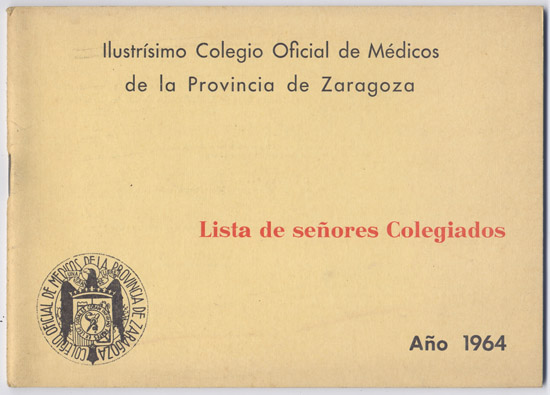 Ilustrísimo Colegio Oficial de Médicos
de la Provincia de Zaragoza
Lista de señores Colegiados
COLEGIO OFICIAL DE MEDICOS DE LA PROVINCIA DE ZARAGOZA
Año 1964